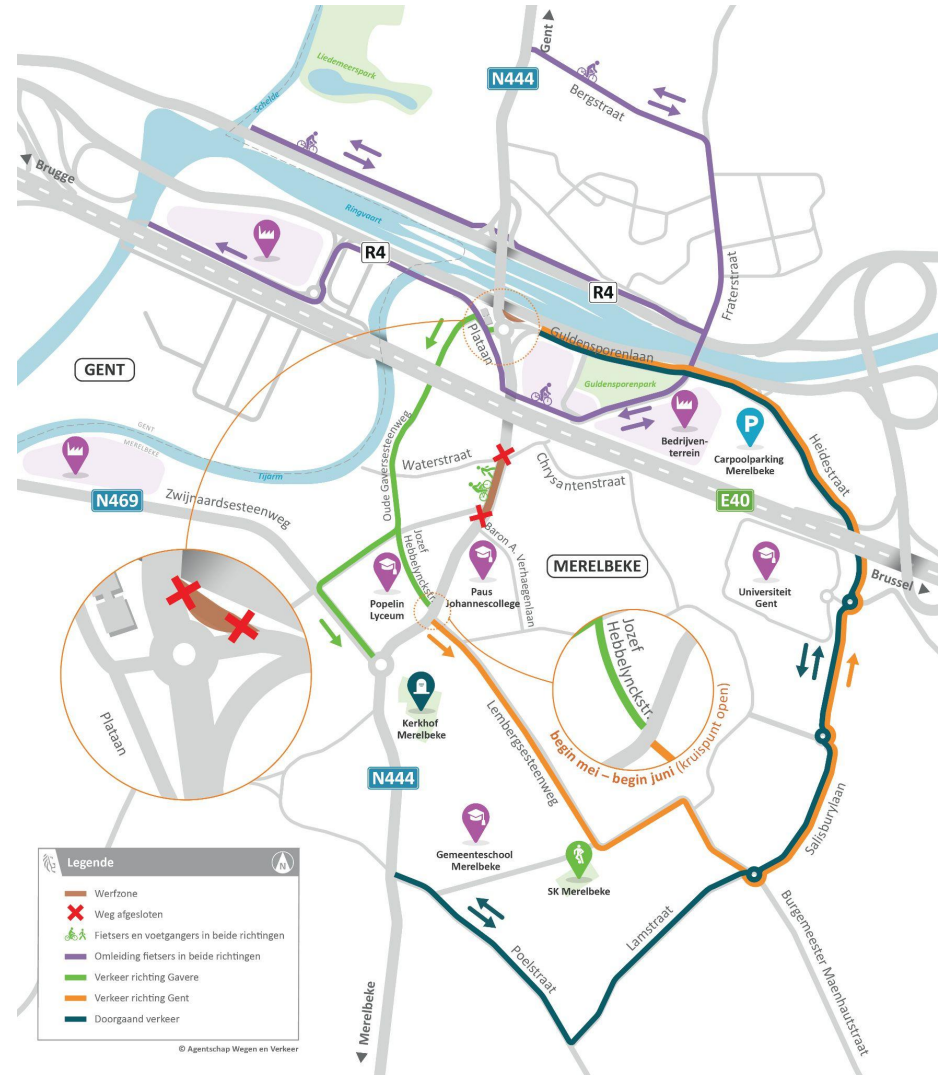 Gent
N444
Bergstraat
Liedemeerspark
Schelde
Brugge
Ringvaart
R4
R4
Fraterstraat
Plataan
Guldensporenlaan
GENT
Guldensporenpark
Bedrijven-
terrein
Carpoolparking
Merelbeke
Heidestraat
Oude Gaversesteenweg
GENT
MERELBEKE
Tijarm
Waterstraat
Chrysantenstraat
N469
Zwijnaardsesteenweg
E40
Jozef
Hebbelynckstr.
Baron A. Verhaegenlaan
Popelin
Lyceum
Paus
Johannescollege
MERELBEKE
Universiteit
Gent
Brussel
Jozef
Hebbelynckstr.
begin mei – begin juni (kruispunt open)
Plataan
Kerkhof
Merelbeke
Lembergsesteenweg
N444
Salisburylaan
Gemeenteschool
Merelbeke
SK Merelbeke
Burgemeester Maenhautstraat
Lamstraat
Poelstraat
Merelbeke
Legende
N
Werfzone
Weg afgesloten
Fietsers en voetgangers in beide richtingen
Omleiding fietsers in beide richtingen
Verkeer richting Gavere
Verkeer richting Gent
Doorgaand verkeer
© Agentschap Wegen en Verkeer
P